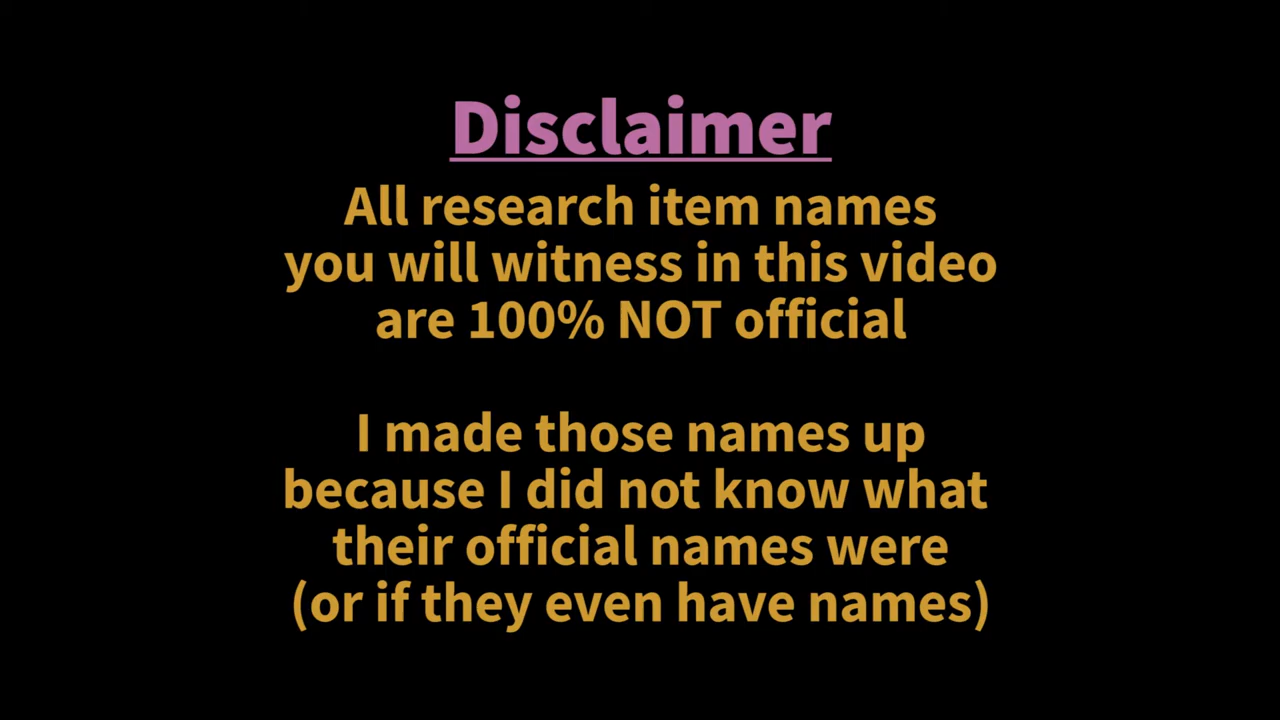 Disclaimer
All research item names
you will witness in this video
are 100% NOT official
I made those names up
because I did not know what
their official names were
(or if they even have names)